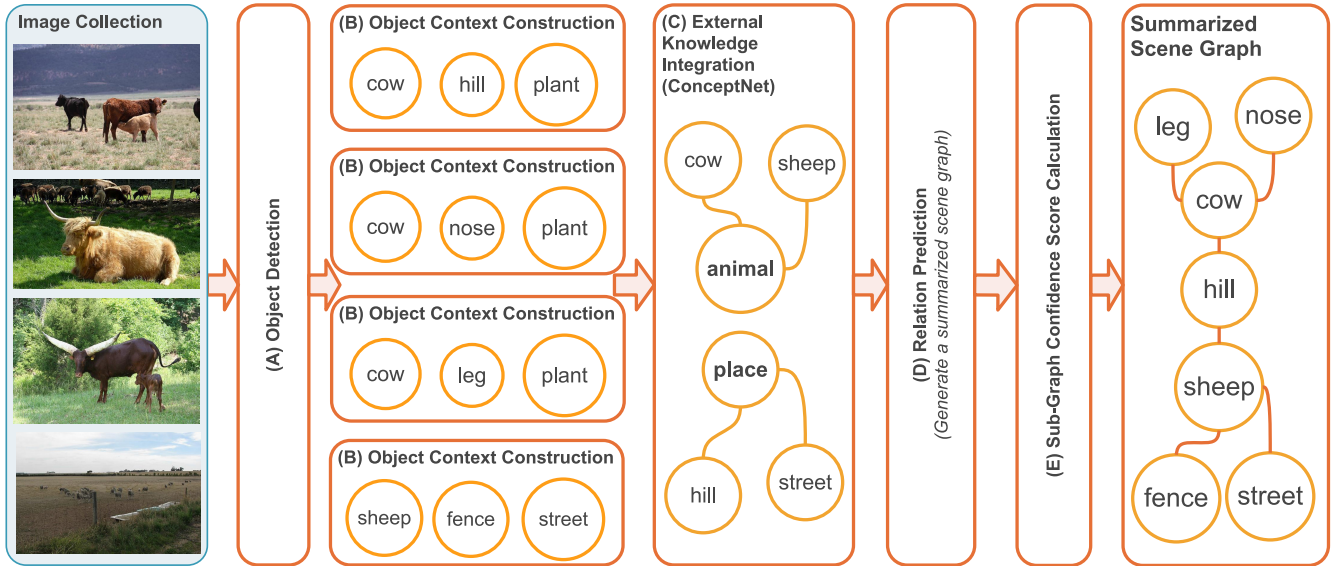 Image Collection
(A) Object Detection
(B) Object Context Construction
cow
hill
plant
(B) Object Context Construction
cow
nose
plant
(B) Object Context Construction
cow
leg
plant
(B) Object Context Construction
sheep
fence
street
(C) External
Knowledge
Integration
(ConceptNet)
cow
sheep
animal
place
hill
street
(D) Relation Prediction
(Generate a summarized scene graph)
(E) Sub-Graph Confidence Score Calculation
Summarized
Scene Graph
leg
nose
cow
hill
sheep
fence
street